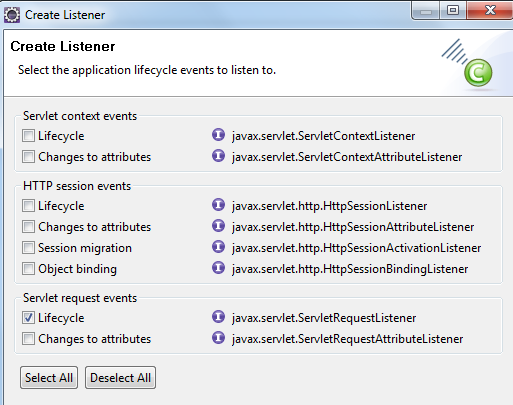 Create Listener
Create Listener
Select the application lifecycle events to listen to.
Servlet context events
Lifecycle javax.servlet.ServletContextListener
Changes to attributes javax.servlet.ServletContextAttributeListener
HTTP session events
Lifecycle javax.servlet.http.HttpSessionListener
Changes to attributes javax.servlet.http.HttpSessionAttributeListener
Session migration javax.servlet.http.HttpSessionActivationListener
Object binding javax.servlet.http.HttpSessionBindingListener
Servlet request events
Lifecycle javax.servlet.ServletRequestListener
Changes to attributes javax.servlet.ServletRequestAttributeListener
Select All Deselect All